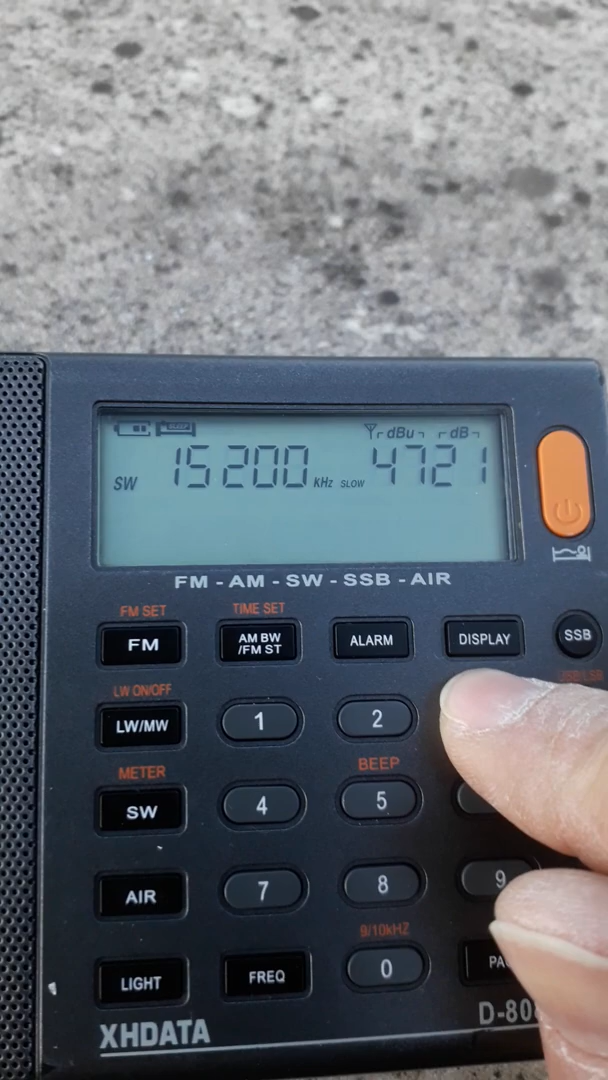 SLEEP dBu dB
SW 15200 kHz SLOW 4721
FM - AM - SW - SSB - AIR
FM SET TIME SET
FM AM BW /FM ST ALARM DISPLAY SSB
LW ON/OFF
LW/MW 1 2
METER BEEP
SW 4 5
AIR 7 8 9
9/10kHZ
LIGHT FREQ 0
XHDATA